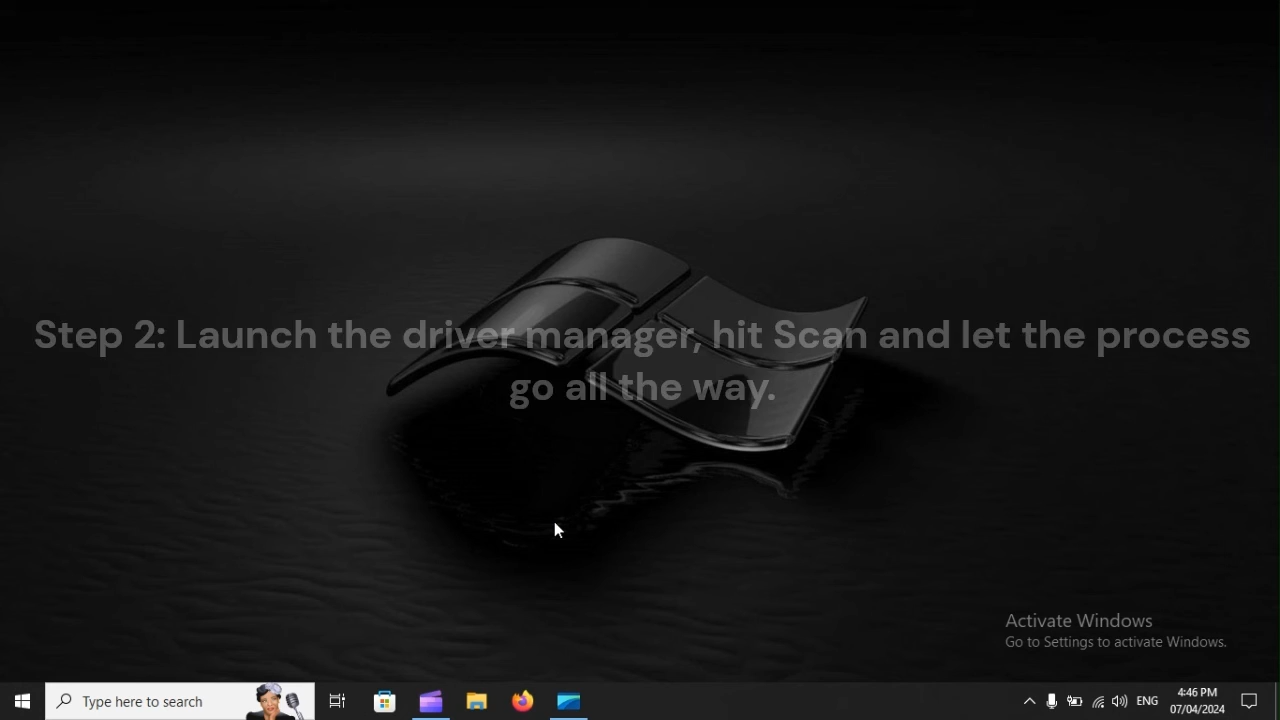 Step 2: Launch the driver manager, hit Scan and let the process
go all the way.
Activate Windows
Go to Settings to activate Windows.
Type here to search
ENG
4:46 PM
07/04/2024